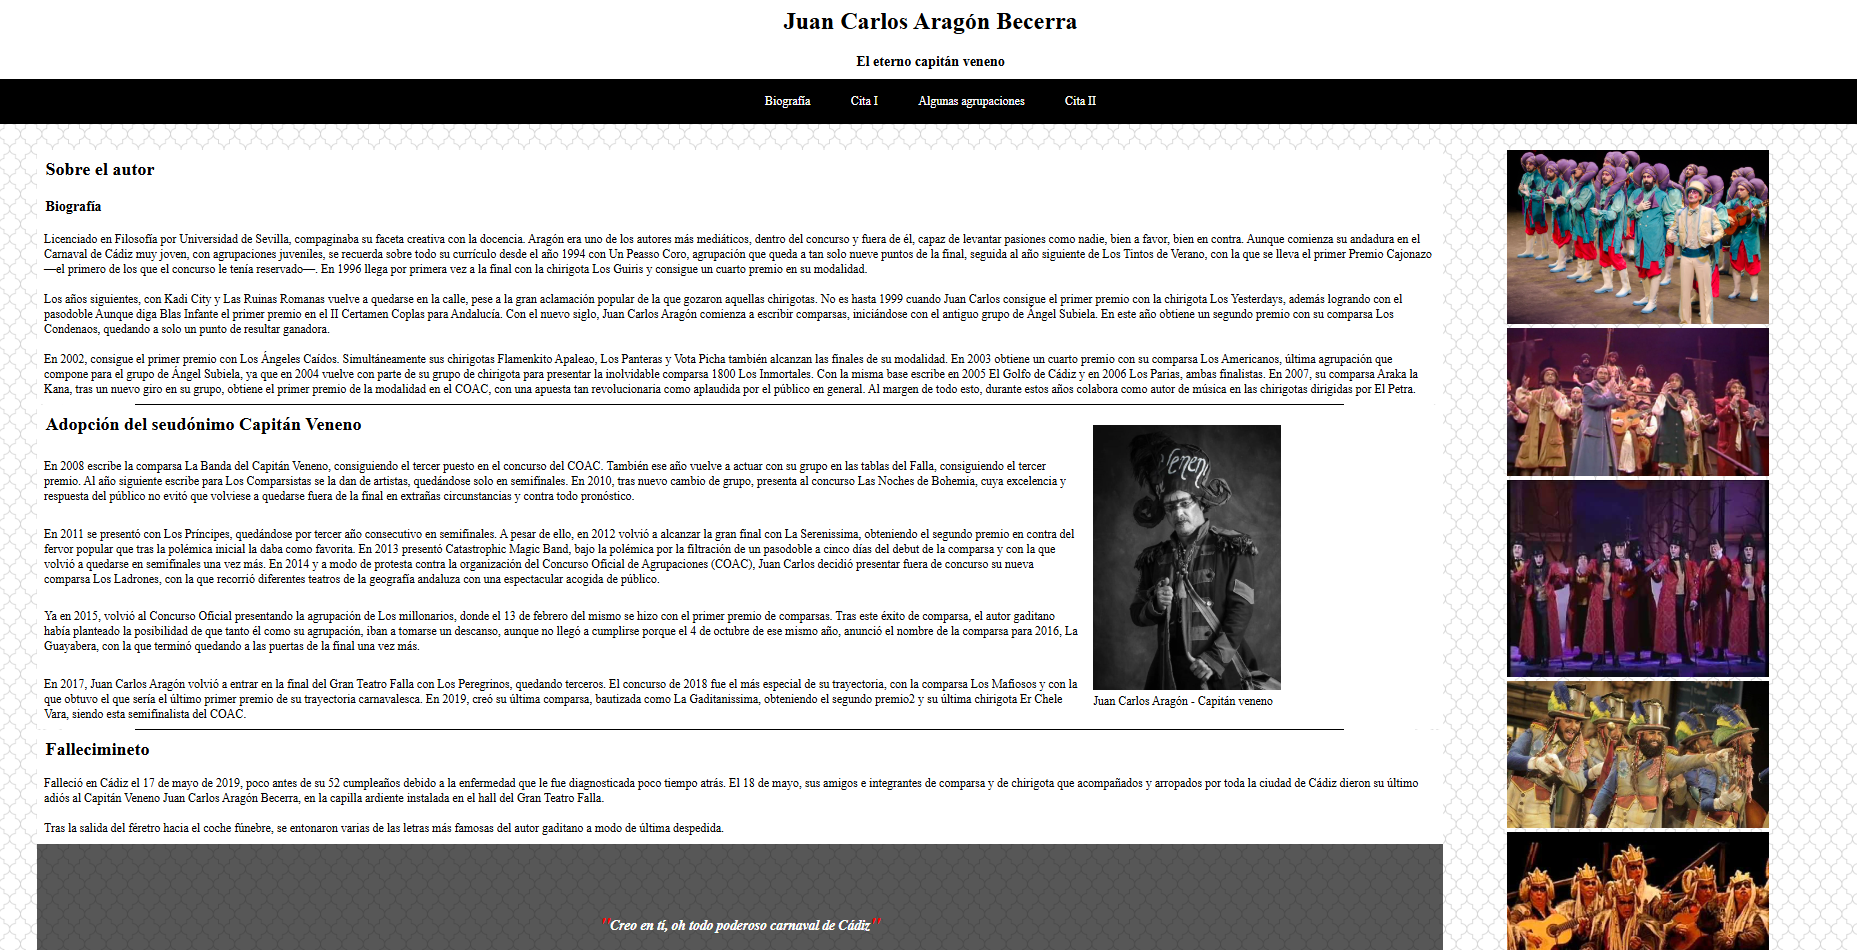 Juan Carlos Aragón Becerra
El eterno capitán veneno
Biografía
Cita I
Algunas agrupaciones
Cita II
Sobre el autor
Biografía
Licenciado en Filosofía por Universidad de Sevilla, compaginaba su faceta creativa con la docencia. Aragón era uno de los autores más mediáticos, dentro del concurso y fuera de él, capaz de levantar pasiones como nadie, bien a favor, bien en contra. Aunque comienza su andadura en el
Carnaval de Cádiz muy joven, con agrupaciones juveniles, se recuerda sobre todo su currículo desde el año 1994 con Un Peasso Coro, agrupación que queda a tan solo nueve puntos de la final, seguida al año siguiente de Los Tintos de Verano, con la que se lleva el primer Premio Cajonazo
—el primero de los que el concurso le tenía reservado—. En 1996 llega por primera vez a la final con la chirigota Los Guiris y consigue un cuarto premio en su modalidad.
Los años siguientes, con Kadi City y Las Ruinas Romanas vuelve a quedarse en la calle, pese a la gran aclamación popular de la que gozaron aquellas chirigotas. No es hasta 1999 cuando Juan Carlos consigue el primer premio con la chirigota Los Yesterdays, además logrando con el
pasodoble Aunque diga Blas Infante el primer premio en el II Certamen Coplas para Andalucía. Con el nuevo siglo, Juan Carlos Aragón comienza a escribir comparsas, iniciándose con el antiguo grupo de Ángel Subiela. En este año obtiene un segundo premio con su comparsa Los
Condenaos, quedando a solo un punto de resultar ganadora.
En 2002, consigue el primer premio con Los Ángeles Caídos. Simultáneamente sus chirigotas Flamenkito Apaleao, Los Panteras y Vota Picha también alcanzan las finales de su modalidad. En 2003 obtiene un cuarto premio con su comparsa Los Americanos, última agrupación que
compone para el grupo de Ángel Subiela, ya que en 2004 vuelve con parte de su grupo de chirigota para presentar la inolvidable comparsa 1800 Los Inmortales. Con la misma base escribe en 2005 El Golfo de Cádiz y en 2006 Los Parias, ambas finalistas. En 2007, su comparsa Araka la
Kana, tras un nuevo giro en su grupo, obtiene el primer premio de la modalidad en el COAC, con una apuesta tan revolucionaria como aplaudida por el público en general. Al margen de todo esto, durante estos años colabora como autor de música en las chirigotas dirigidas por El Petra.
Adopción del seudónimo Capitán Veneno
En 2008 escribe la comparsa La Banda del Capitán Veneno, consiguiendo el tercer puesto en el concurso del COAC. También ese año vuelve a actuar con su grupo en las tablas del Falla, consiguiendo el tercer
premio. Al año siguiente escribe para Los Comparsistas se la dan de artistas, quedándose solo en semifinales. En 2010, tras nuevo cambio de grupo, presenta al concurso Las Noches de Bohemia, cuya excelencia y
respuesta del público no evitó que volviese a quedarse fuera de la final en extrañas circunstancias y contra todo pronóstico.
En 2011 se presentó con Los Príncipes, quedándose por tercer año consecutivo en semifinales. A pesar de ello, en 2012 volvió a alcanzar la gran final con La Serenissima, obteniendo el segundo premio en contra del
fervor popular que tras la polémica inicial la daba como favorita. En 2013 presentó Catastrophic Magic Band, bajo la polémica por la filtración de un pasodoble a cinco días del debut de la comparsa y con la que
volvió a quedarse en semifinales una vez más. En 2014 y a modo de protesta contra la organización del Concurso Oficial de Agrupaciones (COAC), Juan Carlos decidió presentar fuera de concurso su nueva
comparsa Los Ladrones, con la que recorrió diferentes teatros de la geografía andaluza con una espectacular acogida de público.
Ya en 2015, volvió al Concurso Oficial presentando la agrupación de Los millonarios, donde el 13 de febrero del mismo se hizo con el primer premio de comparsas. Tras este éxito de comparsa, el autor gaditano
había planteado la posibilidad de que tanto él como su agrupación, iban a tomarse un descanso, aunque no llegó a cumplirse porque el 4 de octubre de ese mismo año, anunció el nombre de la comparsa para 2016, La
Guayabera, con la que terminó quedando a las puertas de la final una vez más.
En 2017, Juan Carlos Aragón volvió a entrar en la final del Gran Teatro Falla con Los Peregrinos, quedando terceros. El concurso de 2018 fue el más especial de su trayectoria, con la comparsa Los Mafiosos y con la
que obtuvo el que sería el último primer premio de su trayectoria carnavalesca. En 2019, creó su última comparsa, bautizada como La Gaditanissima, obteniendo el segundo premio2 y su última chirigota Er Chele
Vara, siendo esta semifinalista del COAC.
Veneno
Juan Carlos Aragón - Capitán veneno
Fallecimineto
Falleció en Cádiz el 17 de mayo de 2019, poco antes de su 52 cumpleaños debido a la enfermedad que le fue diagnosticada poco tiempo atrás. El 18 de mayo, sus amigos e integrantes de comparsa y de chirigota que acompañados y arropados por toda la ciudad de Cádiz dieron su último
adiós al Capitán Veneno Juan Carlos Aragón Becerra, en la capilla ardiente instalada en el hall del Gran Teatro Falla.
Tras la salida del féretro hacia el coche fúnebre, se entonaron varias de las letras más famosas del autor gaditano a modo de última despedida.
"Creo en tí, oh todo poderoso carnaval de Cádiz"